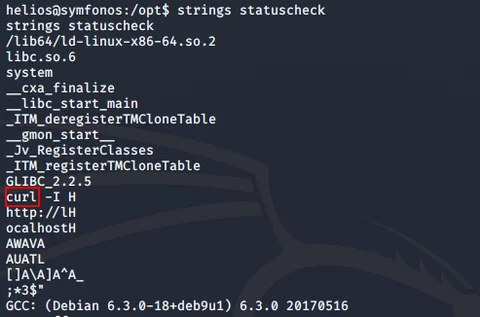 helios@symfonos:/opt$ strings statuscheck
strings statuscheck
/lib64/ld-linux-x86-64.so.2
libc.so.6
system
__cxa_finalize
__libc_start_main
_ITM_deregisterTMCloneTable
__gmon_start__
_Jv_RegisterClasses
_ITM_registerTMCloneTable
GLIBC_2.2.5
curl -I H
http://lH
ocalhostH
AWAVA
AUATL
[]A\A]A^A_
;*3$"
GCC: (Debian 6.3.0-18+deb9u1) 6.3.0 20170516